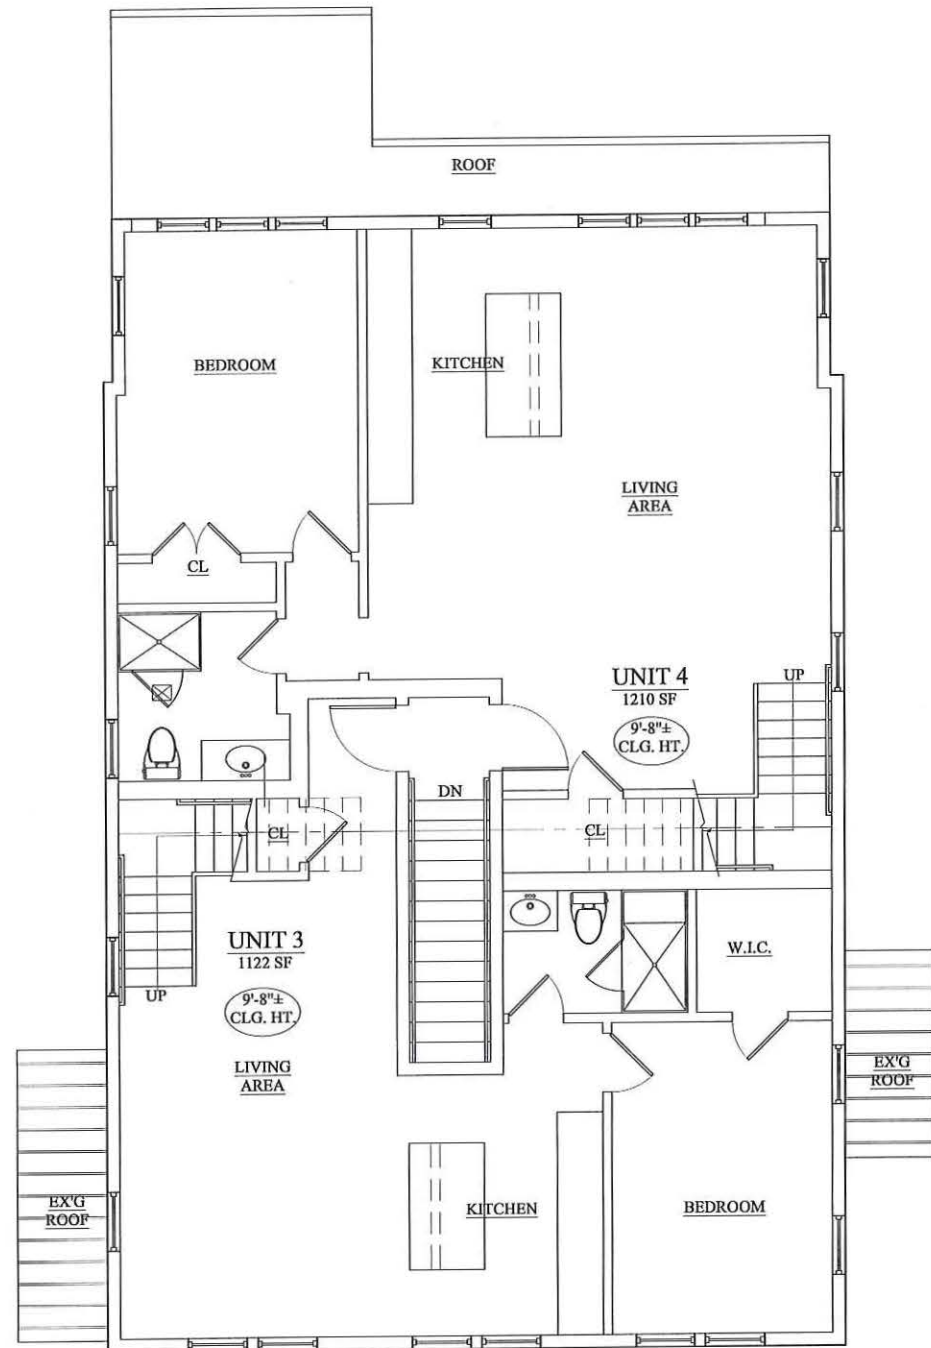 ROOF
BEDROOM
KITCHEN
LIVING
AREA
CL
UNIT 4
1210 SF
9'-8"±
CLG. HT.
UP
DN
CL
CL
UNIT 3
1122 SF
9'-8"±
CLG. HT.
UP
W.I.C.
LIVING
AREA
EX'G
ROOF
EX'G
ROOF
KITCHEN
BEDROOM